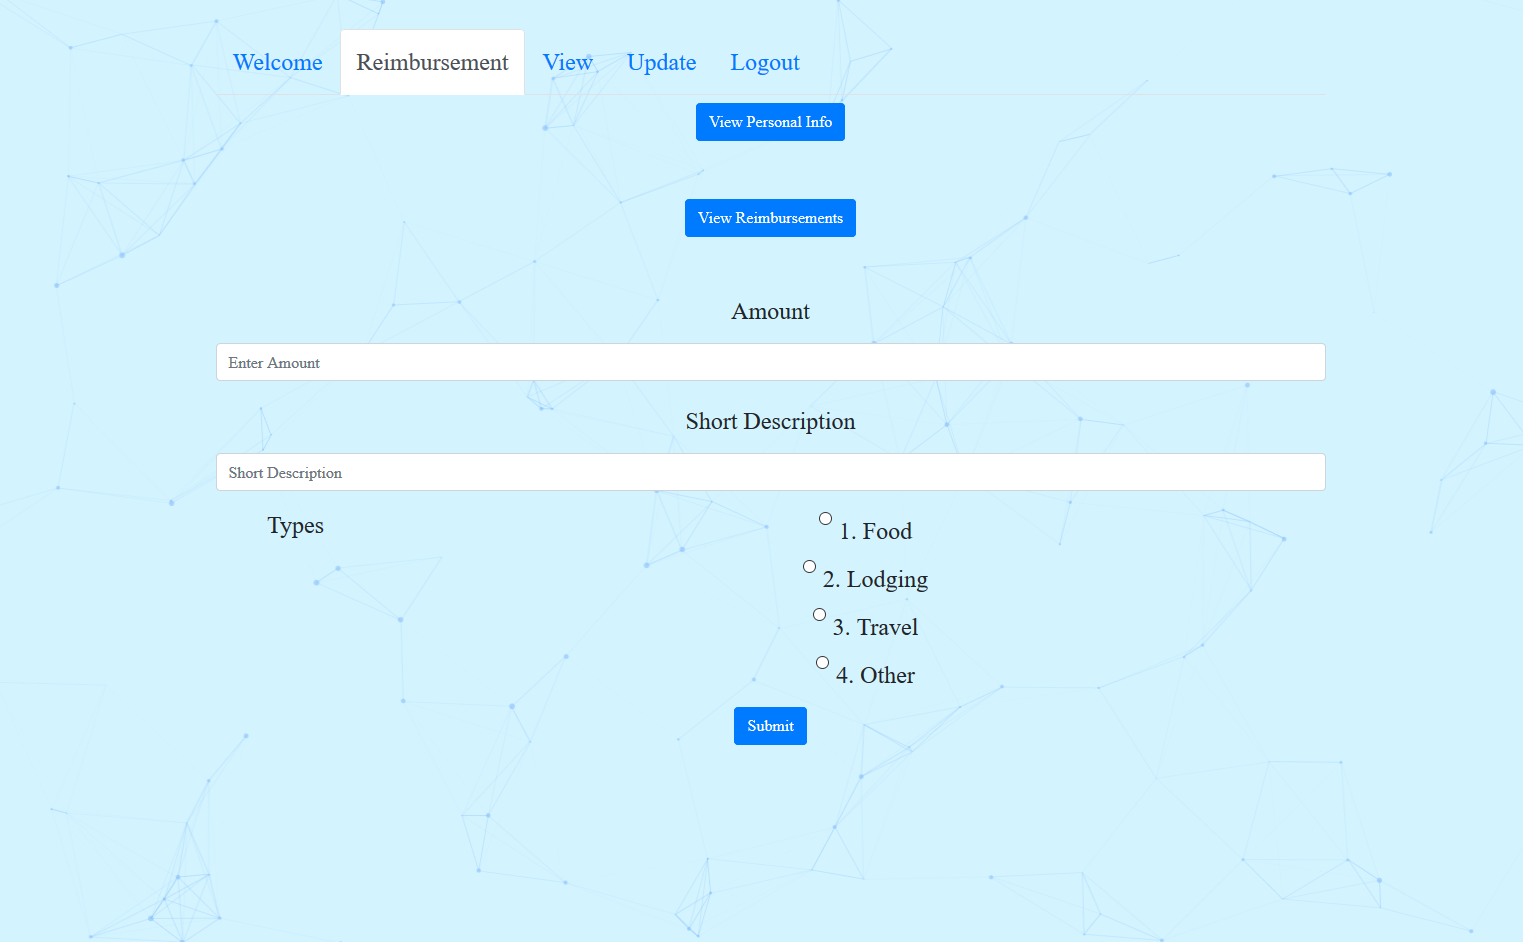 Welcome Reimbursement View Update Logout
View Personal Info
View Reimbursements
Amount
Enter Amount
Short Description
Short Description
Types
1. Food
2. Lodging
3. Travel
4. Other
Submit